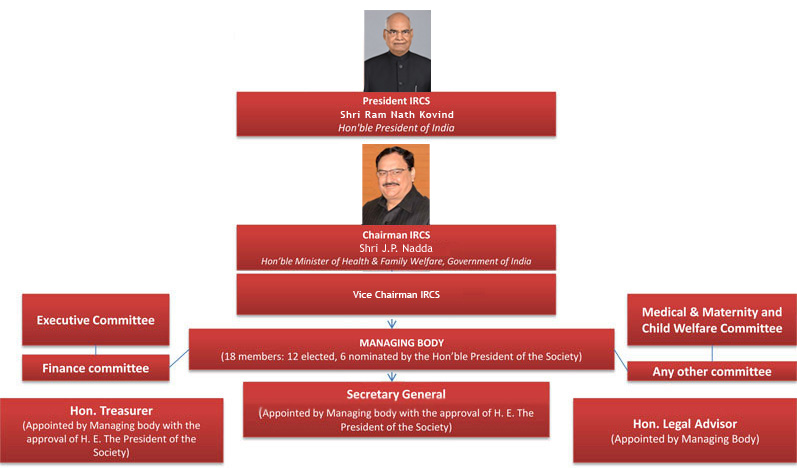 President IRCS
Shri Ram Nath Kovind
Hon'ble President of India
Chairman IRCS
Shri J.P. Nadda
Hon'ble Minister of Health & Family Welfare, Government of India
Vice Chairman IRCS
Executive Committee
Medical & Maternity and
Child Welfare Committee
MANAGING BODY
(18 members: 12 elected, 6 nominated by the Hon'ble President of the Society)
Finance committee
Any other committee
Secretary General
(Appointed by Managing body with the approval of H. E. The
President of the Society)
Hon. Treasurer
(Appointed by Managing body with the
approval of H. E. The President of the
Society)
Hon. Legal Advisor
(Appointed by Managing Body)